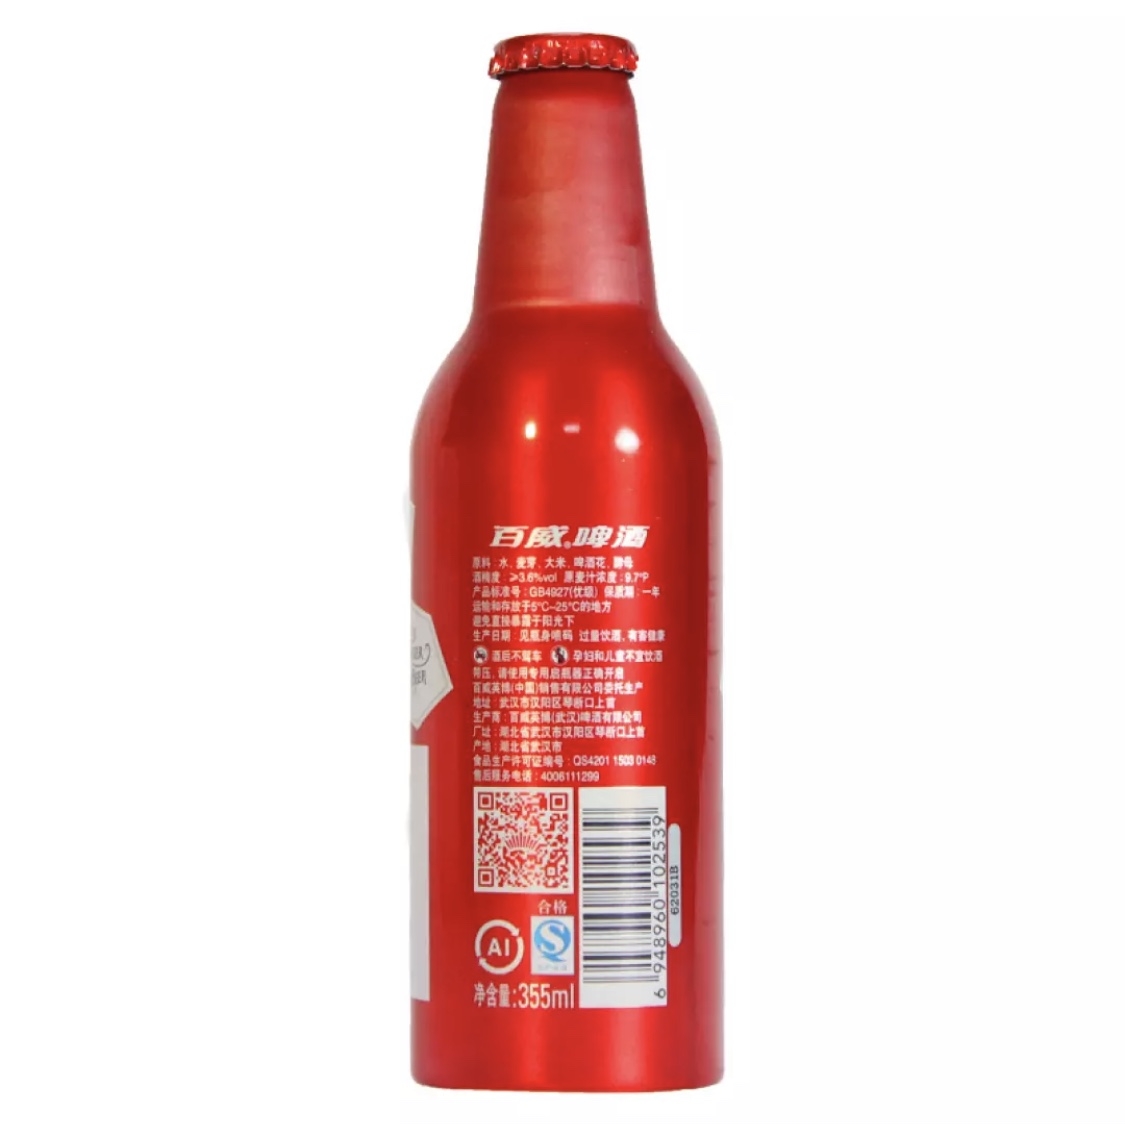 百威®啤酒
原料：水、麦芽、大米、啤酒花、酵母
酒精度：≥3.6%vol 原麦汁浓度：9.7°P
产品标准号：GB4927(优级) 保质期：一年
运输和存放于5°C~25°C的地方
避免直接暴露于阳光下
生产日期：见瓶身喷码 过量饮酒，有害健康
酒后不驾车 孕妇和儿童不宜饮酒
带压，请使用专用启瓶器正确开启
百威英博(中国)销售有限公司委托生产
地址：武汉市汉阳区琴断口上首
生产商：百威英博(武汉)啤酒有限公司
厂址：湖北省武汉市汉阳区琴断口上首
产地：湖北省武汉市
食品生产许可证编号：QS4201 1503 0148
售后服务电话：4006111299
合格
Al
净含量:355ml
6 948960 102539
62031B